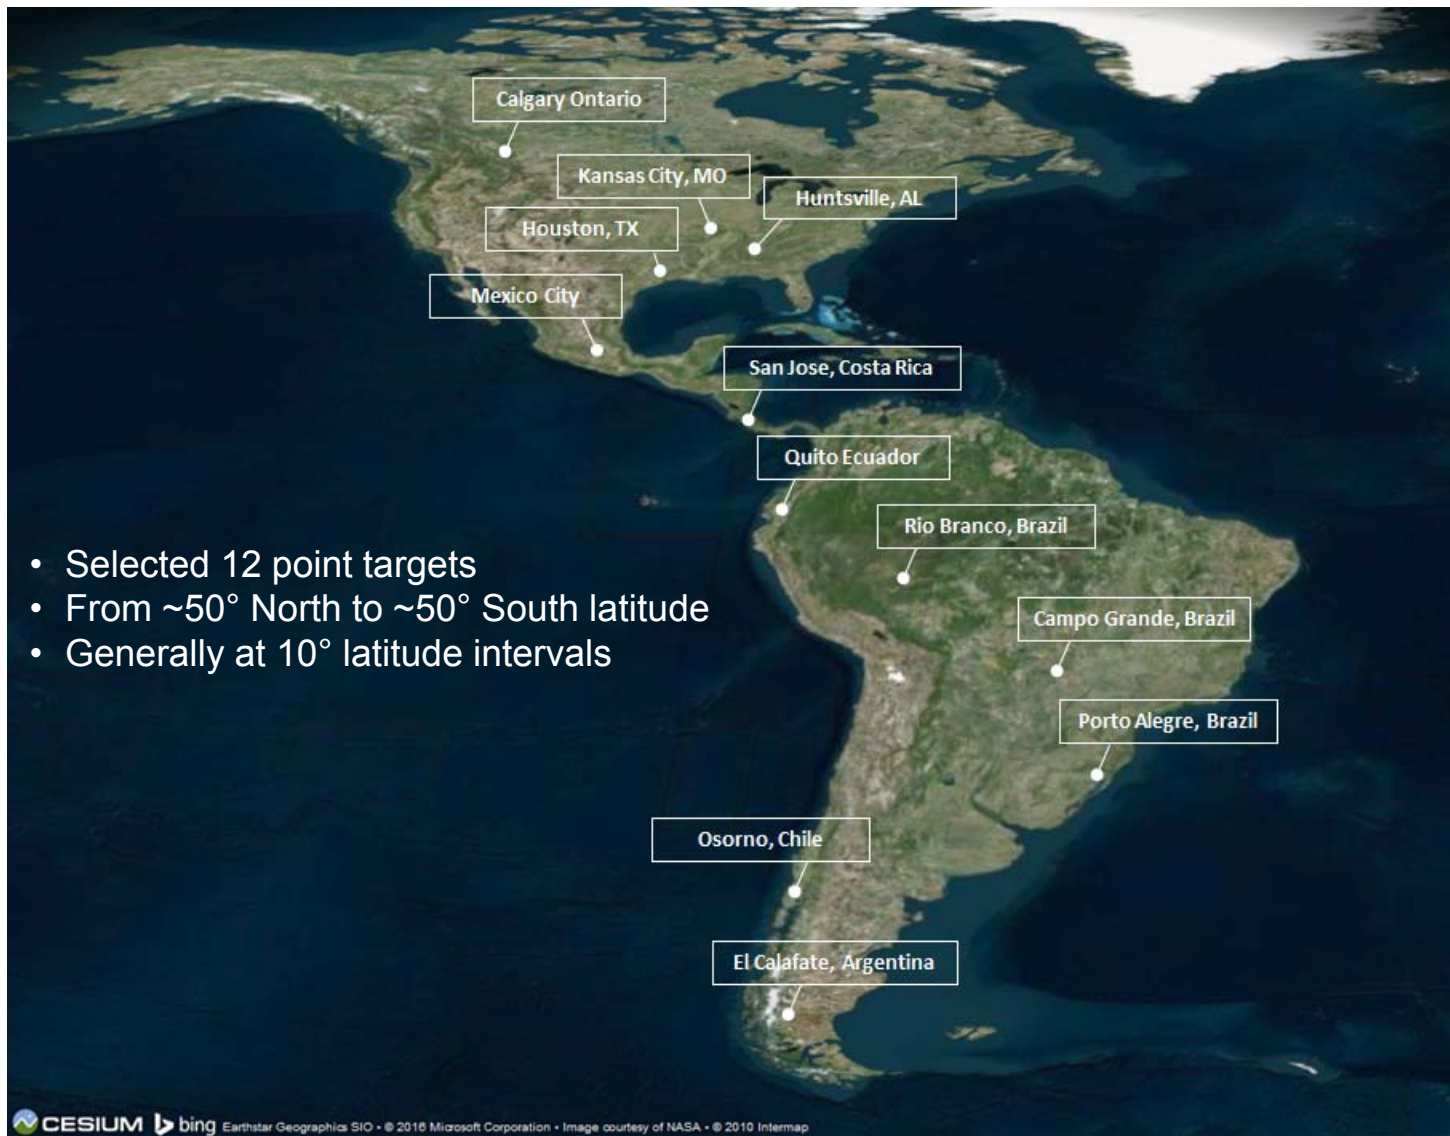 Calgary Ontario
Kansas City, MO
Huntsville, AL
Houston, TX
Mexico City
San Jose, Costa Rica
Quito Ecuador
Rio Branco, Brazil
• Selected 12 point targets
• From ~50° North to ~50° South latitude
• Generally at 10° latitude intervals
Campo Grande, Brazil
Porto Alegre, Brazil
Osorno, Chile
El Calafate, Argentina
CESIUM bing Earthstar Geographics SIO • © 2016 Microsoft Corporation • Image courtesy of NASA • © 2010 Intermap